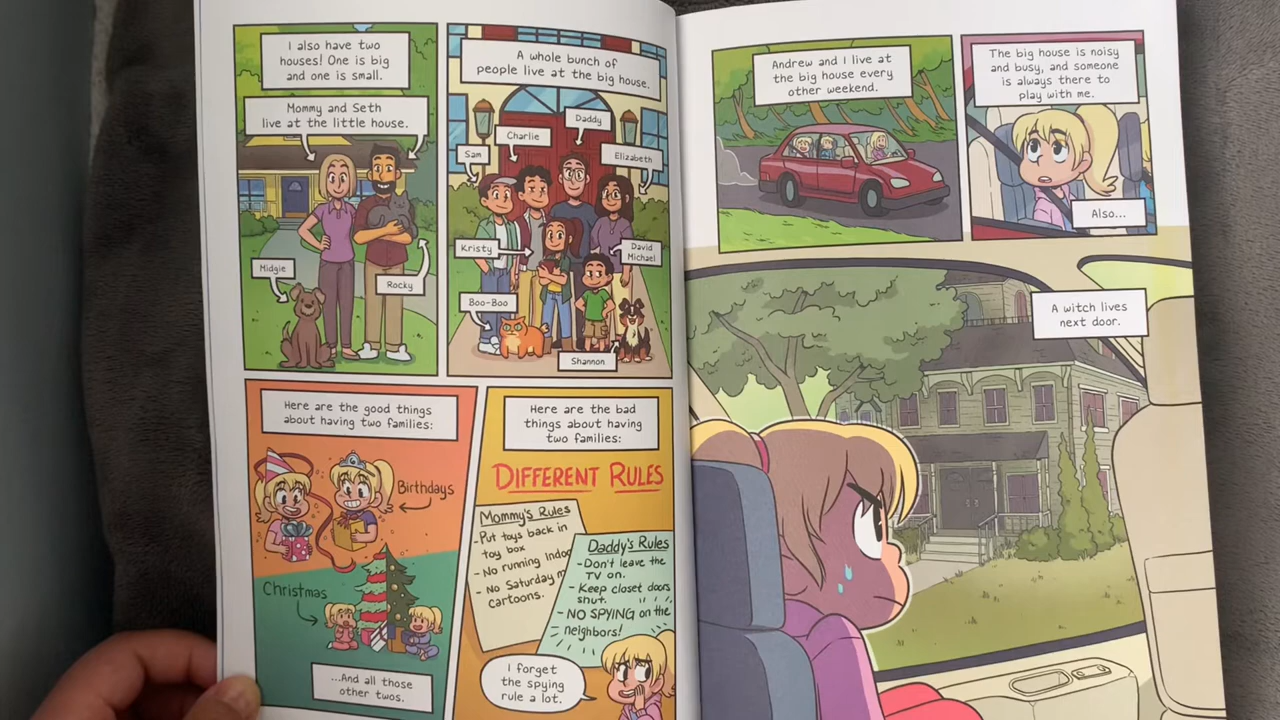 I also have two
houses! One is big
and one is small.
Mommy and Seth
live at the little house.
Midgie
Rocky
A whole bunch of
people live at the big house.
Sam
Charlie
Daddy
Elizabeth
Kristy
David
Michael
Boo-Boo
Shannon
Here are the good things
about having two families:
Birthdays
Christmas
...And all those
other twos.
Here are the bad
things about having
two families:
DIFFERENT RULES
Mommy's Rules
- Put toys back in
toy box
- No running
- No Saturday
cartoons.
Daddy's Rules
- Don't leave the
TV on.
- Keep closet doors
shut.
- NO SPYING on the
neighbors!
I forget
the spying
rule a lot.
Andrew and I live at
the big house every
other weekend.
The big house is noisy
and busy, and someone
is always there to
play with me.
Also...
A witch lives
next door.